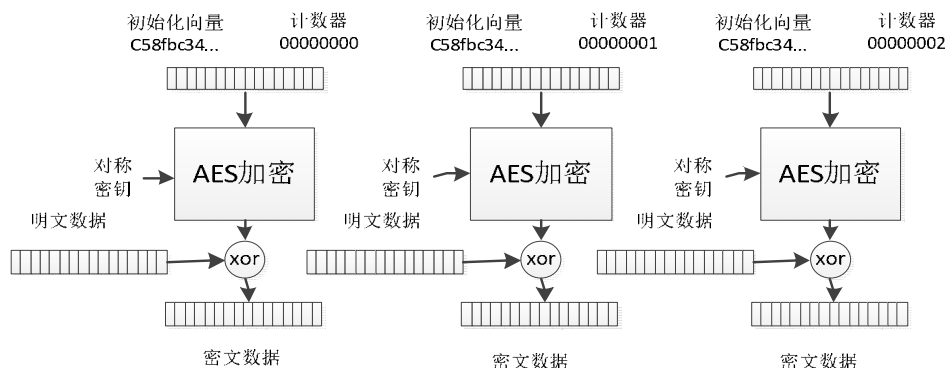 初始化向量 计数器 初始化向量 计数器 初始化向量 计数器
C58fbc34... 00000000 C58fbc34... 00000001 C58fbc34... 00000002
对称
密钥
AES加密
对称
密钥
AES加密
对称
密钥
AES加密
明文数据 明文数据 明文数据
xor xor xor
密文数据 密文数据 密文数据